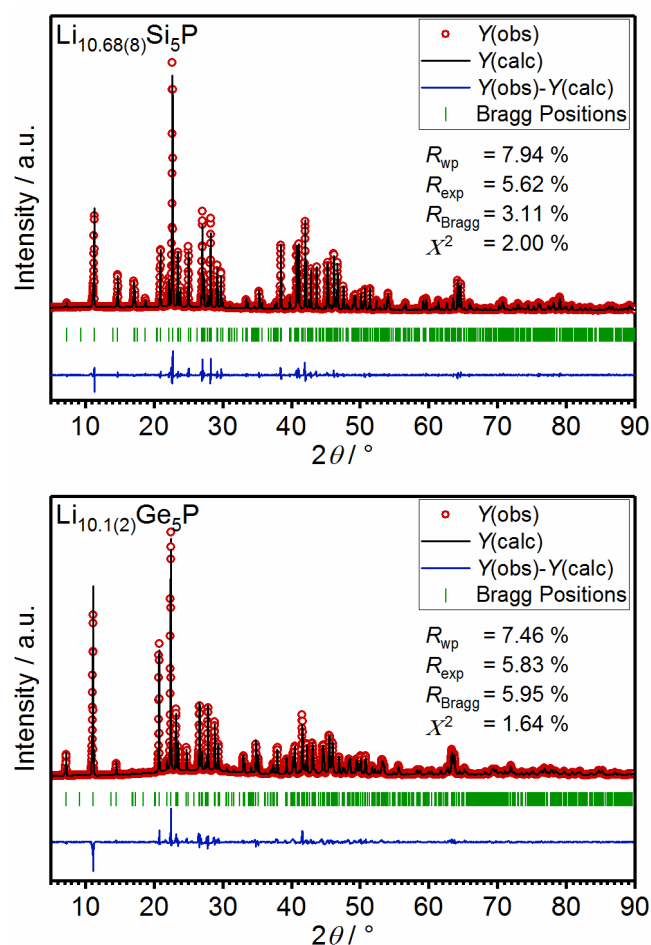 Li10.68(8)Si5P
Y(obs)
Y(calc)
Y(obs)-Y(calc)
Bragg Positions
Rwp = 7.94 %
Rexp = 5.62 %
RBragg = 3.11 %
Χ2 = 2.00 %
Intensity / a.u.
10 20 30 40 50 60 70 80 90
2θ / °
Li10.1(2)Ge5P
Y(obs)
Y(calc)
Y(obs)-Y(calc)
Bragg Positions
Rwp = 7.46 %
Rexp = 5.83 %
RBragg = 5.95 %
Χ2 = 1.64 %
Intensity / a.u.
10 20 30 40 50 60 70 80 90
2θ / °